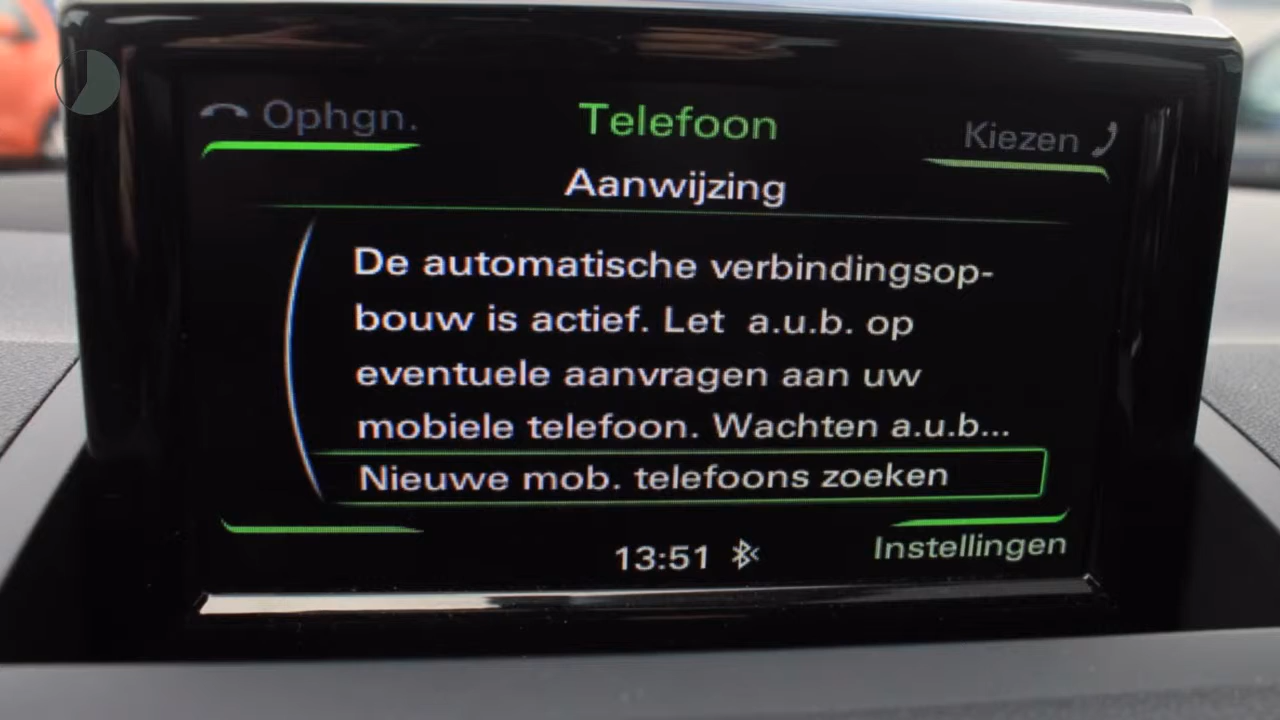 Ophgn.
Telefoon
Kiezen
Aanwijzing
De automatische verbindingsop-
bouw is actief. Let a.u.b. op
eventuele aanvragen aan uw
mobiele telefoon. Wachten a.u.b...
Nieuwe mob. telefoons zoeken
13:51
Instellingen